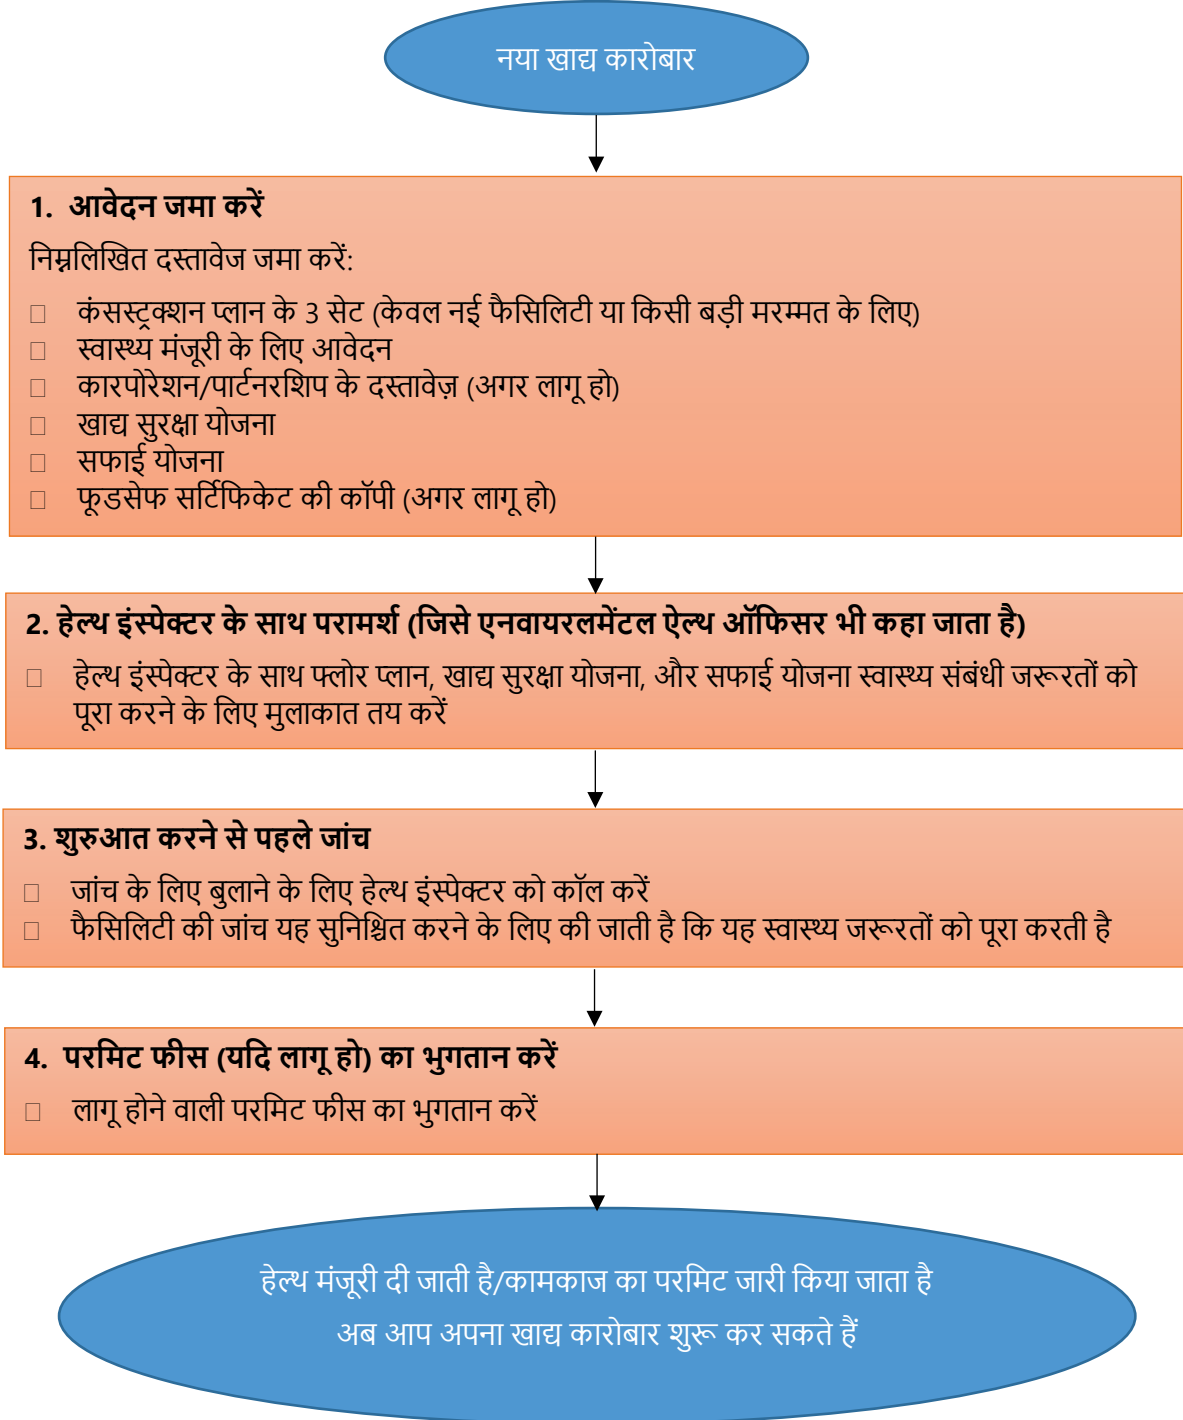 नया खाद्य कारोबार
1. आवेदन जमा करें
निम्नलिखित दस्तावेज जमा करें:
□ कंसस्ट्रक्शन प्लान के 3 सेट (केवल नई फैसिलिटी या किसी बड़ी मरम्मत के लिए)
□ स्वास्थ्य मंजूरी के लिए आवेदन
□ कारपोरेशन/पार्टनरशिप के दस्तावेज़ (अगर लागू हो)
□ खाद्य सुरक्षा योजना
□ सफाई योजना
□ फूडसेफ सर्टिफिकेट की कॉपी (अगर लागू हो)
2. हेल्थ इंस्पेक्टर के साथ परामर्श (जिसे एनवायरलमेंटल ऐल्थ ऑफिसर भी कहा जाता है)
□ हेल्थ इंस्पेक्टर के साथ फ्लोर प्लान, खाद्य सुरक्षा योजना, और सफाई योजना स्वास्थ्य संबंधी जरूरतों को
पूरा करने के लिए मुलाकात तय करें
3. शुरुआत करने से पहले जांच
□ जांच के लिए बुलाने के लिए हेल्थ इंस्पेक्टर को कॉल करें
□ फैसिलिटी की जांच यह सुनिश्चित करने के लिए की जाती है कि यह स्वास्थ्य जरूरतों को पूरा करती है
4. परमिट फीस (यदि लागू हो) का भुगतान करें
□ लागू होने वाली परमिट फीस का भुगतान करें
हेल्थ मंजूरी दी जाती है/कामकाज का परमिट जारी किया जाता है
अब आप अपना खाद्य कारोबार शुरू कर सकते हैं